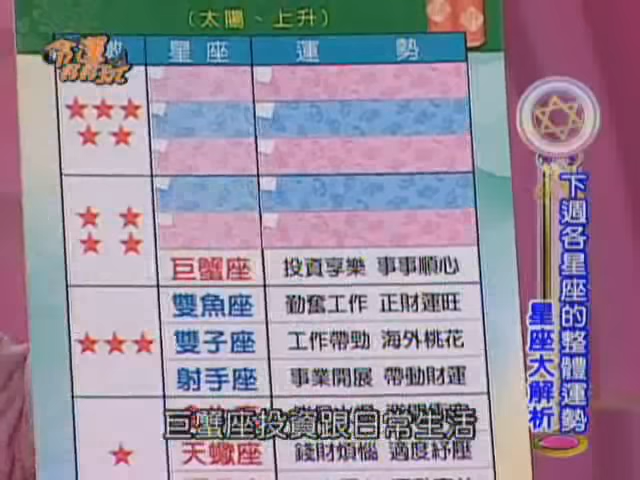 (太陽、上升)
星座 運 勢
巨蟹座 投資享樂 事事順心
雙魚座 勤奮工作 正財運旺
雙子座 工作帶動 海外桃花
射手座 事業開展 帶動財運
天蠍座 錢財煩惱 適度紓壓
巨蟹座投資跟日常生活
下週各星座的整體運勢
星座大解析